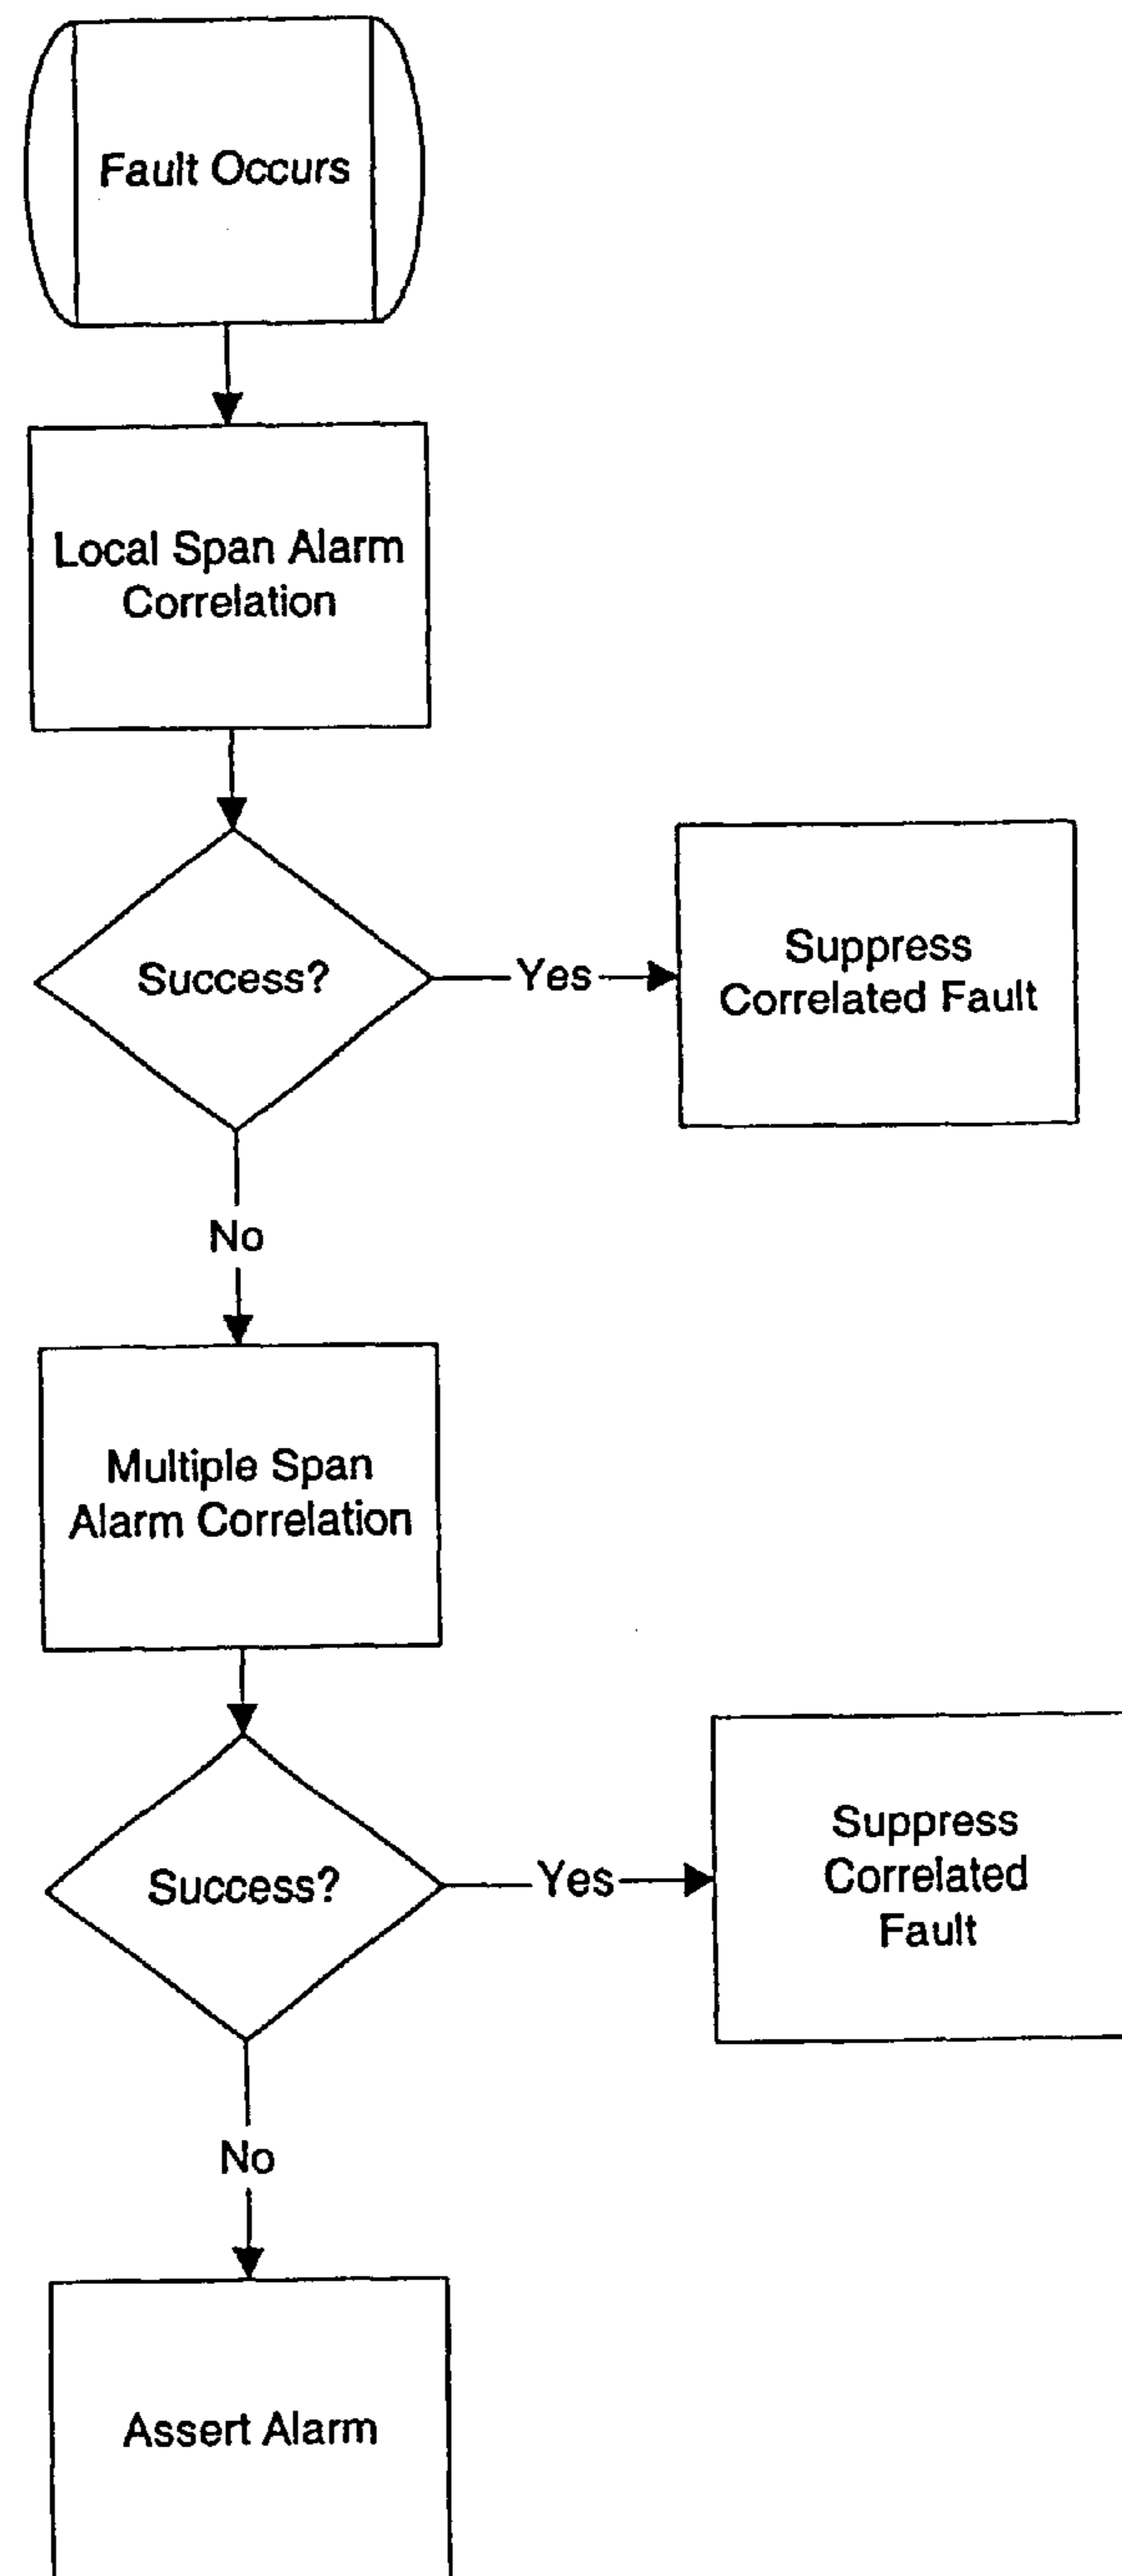 Fault Occurs
Local Span Alarm
Correlation
Success?
Yes
Suppress
Correlated Fault
No
Multiple Span
Alarm Correlation
Success?
Yes
Suppress
Correlated
Fault
No
Assert Alarm